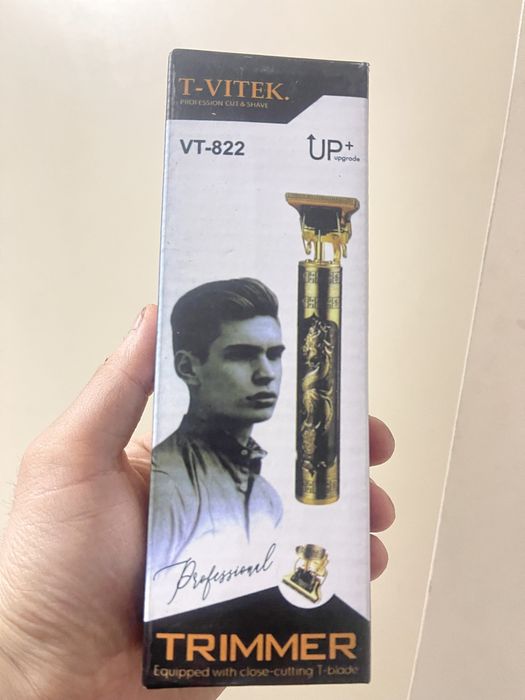 T-VITEK.
PROFESSION CUT & SHAVE
VT-822
UP+
upgrade
Professional
TRIMMER
Equipped with close-cutting T-blade